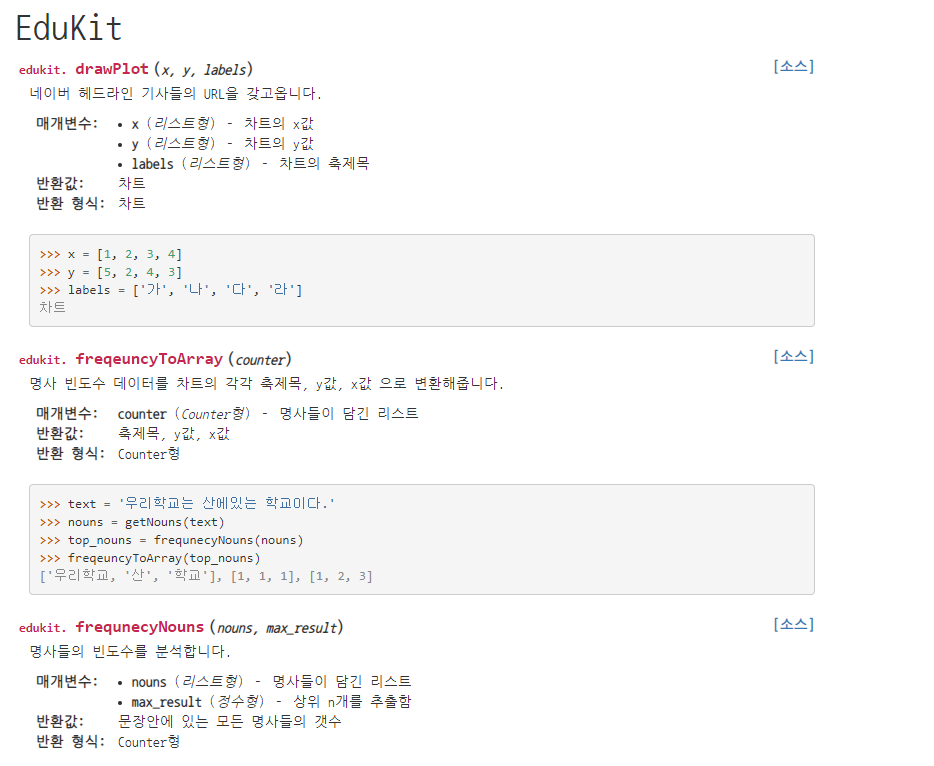 EduKit
edukit. drawPlot(x, y, labels) [소스]
네이버 헤드라인 기사들의 URL을 갖고옵니다.
매개변수: • x (리스트형) - 차트의 x값
• y (리스트형) - 차트의 y값
• labels (리스트형) - 차트의 축제목
반환값: 차트
반환 형식: 차트
>>> x = [1, 2, 3, 4]
>>> y = [5, 2, 4, 3]
>>> labels = ['가', '나', '다', '라']
차트
edukit. freqeuncyToArray(counter) [소스]
명사 빈도수 데이터를 차트의 각각 축제목, y값, x값 으로 변환해줍니다.
매개변수: counter (Counter형) - 명사들이 담긴 리스트
반환값: 축제목, y값, x값
반환 형식: Counter형
>>> text = '우리학교는 산에있는 학교이다.'
>>> nouns = getNouns(text)
>>> top_nouns = frequnecyNouns(nouns)
>>> freqeuncyToArray(top_nouns)
['우리학교, '산', '학교'], [1, 1, 1], [1, 2, 3]
edukit. frequnecyNouns(nouns, max_result) [소스]
명사들의 빈도수를 분석합니다.
매개변수: • nouns (리스트형) - 명사들이 담긴 리스트
• max_result (정수형) - 상위 n개를 추출함
반환값: 문장안에 있는 모든 명사들의 갯수
반환 형식: Counter형